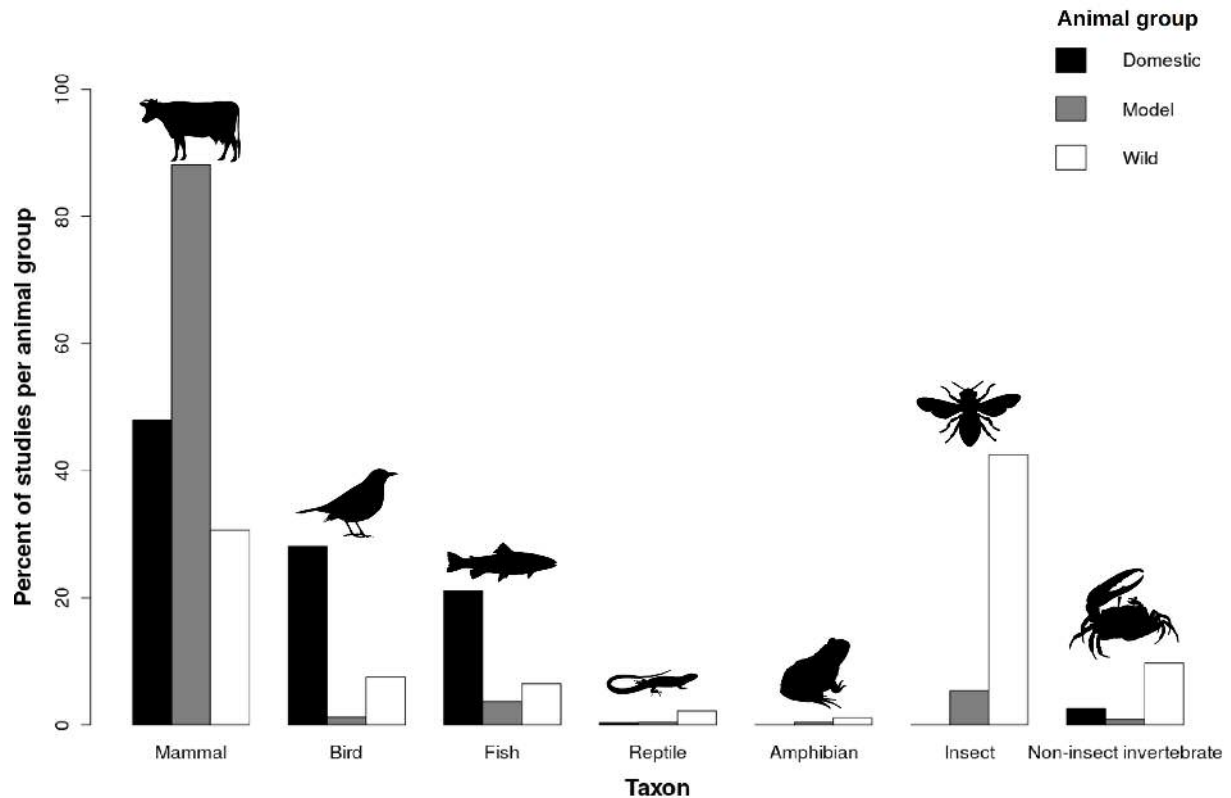 Animal group
Domestic
Model
Wild
Percent of studies per animal group
100
80
60
40
20
0
Mammal Bird Fish Reptile Amphibian Insect Non-insect invertebrate
Taxon